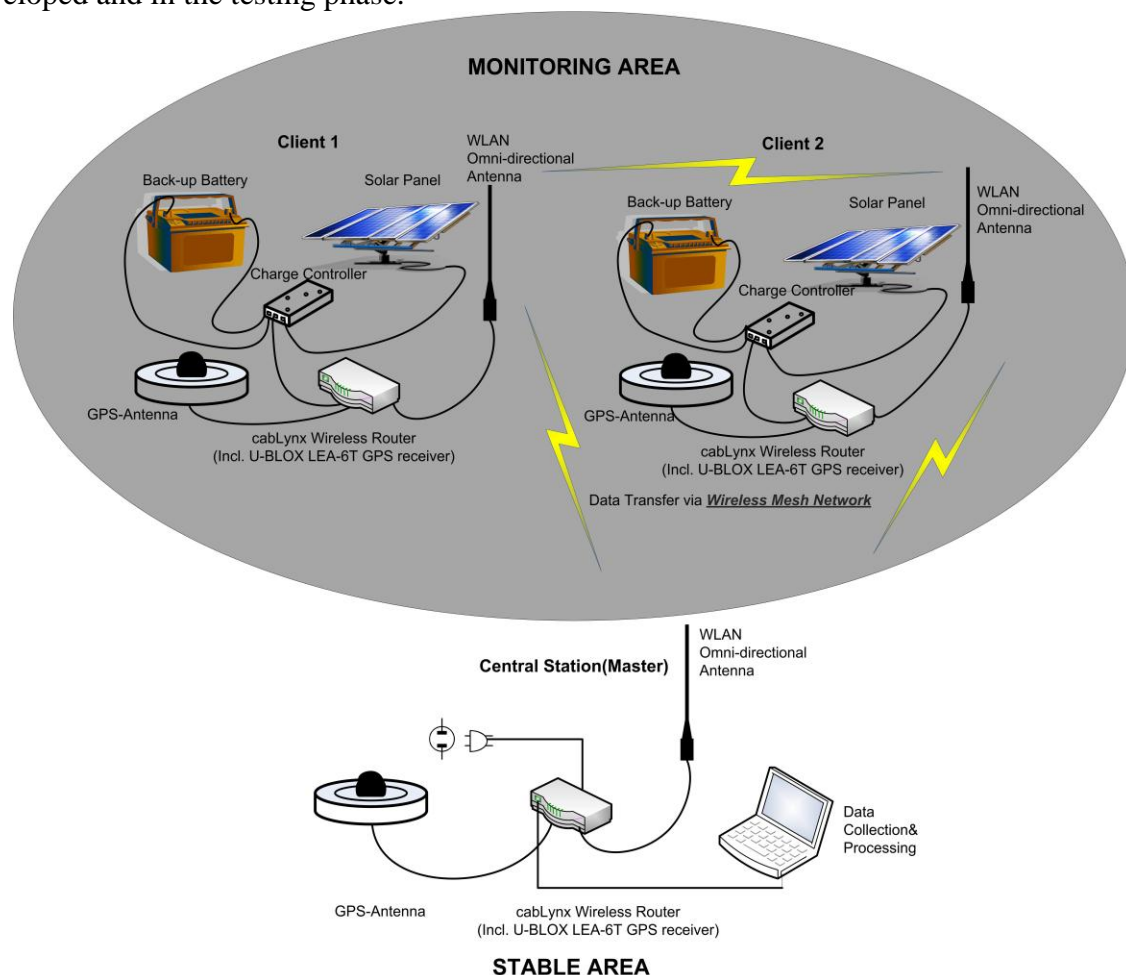 eloped and in the testing phase.
MONITORING AREA
Client 1
WLAN
Omni-directional
Antenna
Back-up Battery
Solar Panel
Charge Controller
GPS-Antenna
cabLynx Wireless Router
(Incl. U-BLOX LEA-6T GPS receiver)
Client 2
WLAN
Omni-directional
Antenna
Back-up Battery
Solar Panel
Charge Controller
GPS-Antenna
cabLynx Wireless Router
(Incl. U-BLOX LEA-6T GPS receiver)
Data Transfer via Wireless Mesh Network
WLAN
Omni-directional
Antenna
Central Station(Master)
Data
Collection&
Processing
GPS-Antenna
cabLynx Wireless Router
(Incl. U-BLOX LEA-6T GPS receiver)
STABLE AREA